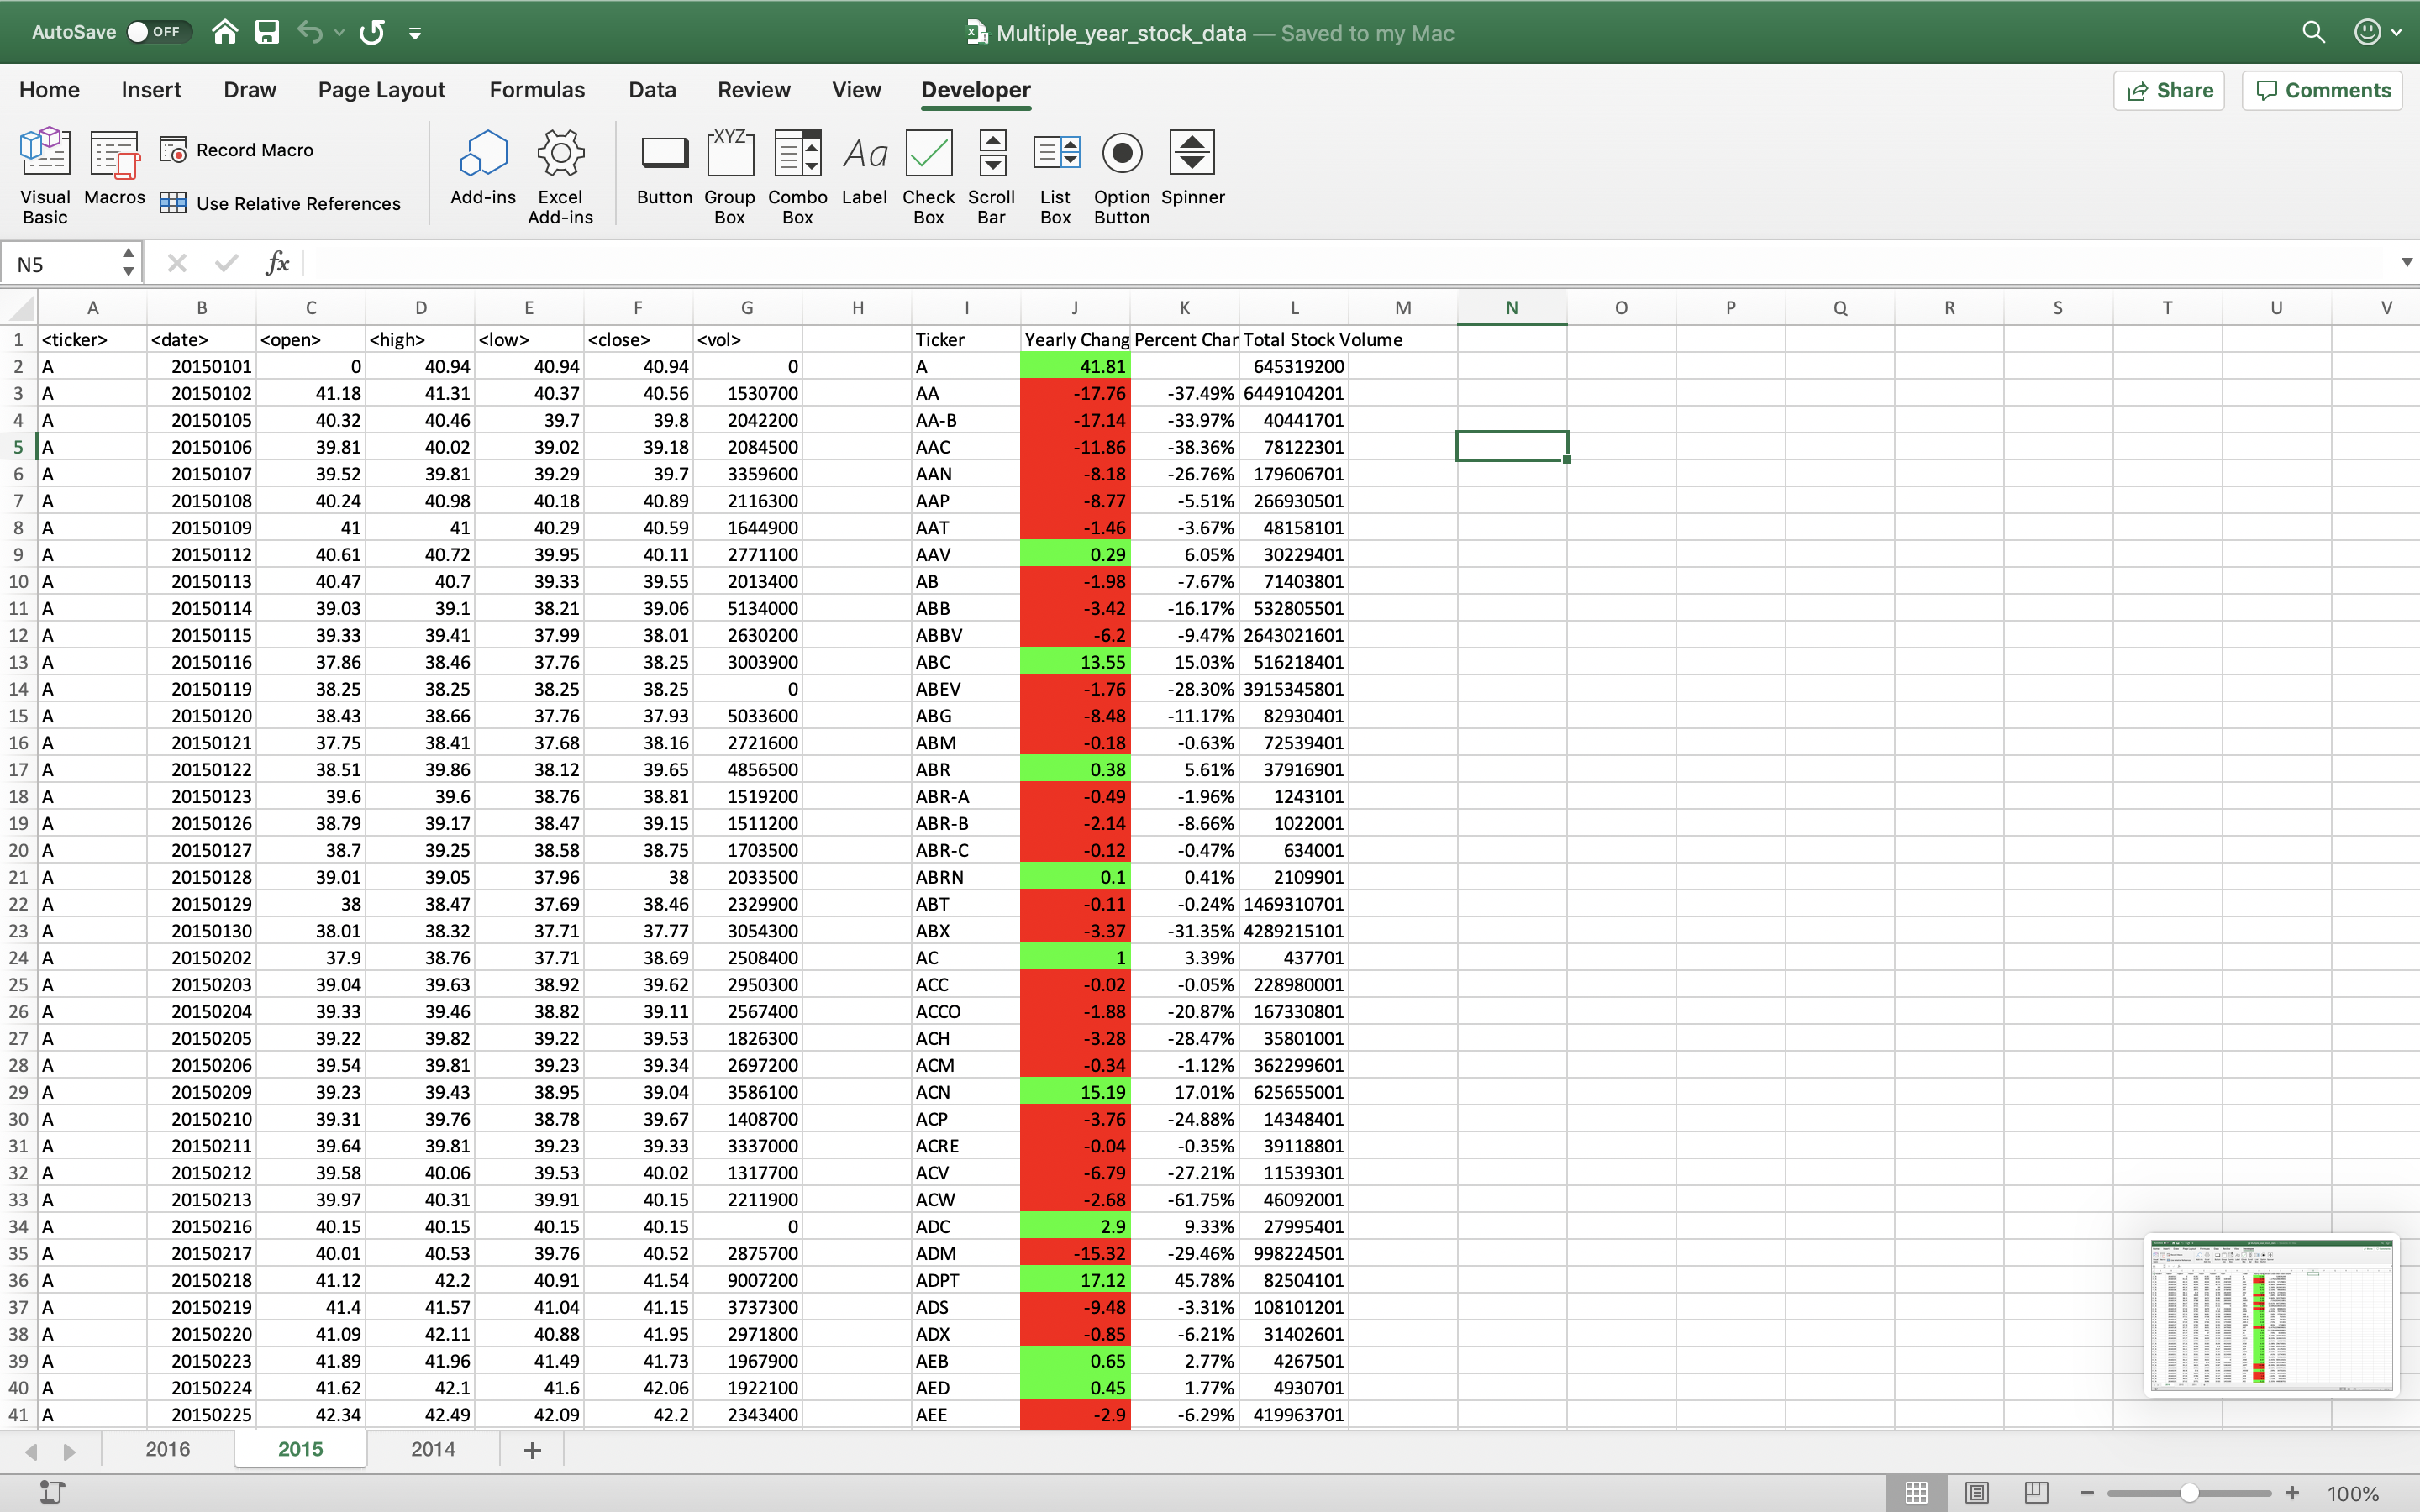 AutoSave OFF Multiple_year_stock_data — Saved to my Mac
Home Insert Draw Page Layout Formulas Data Review View Developer Share Comments
Visual Basic Macros Record Macro Use Relative References Add-ins Excel Add-ins Button XYZ Group Box Combo Box Aa Label Check Box Scroll Bar List Box Option Button Spinner
N5 fx
A B C D E F G H I J K L M N O P Q R S T U V
1 <ticker> <date> <open> <high> <low> <close> <vol> Ticker Yearly Chang Percent Char Total Stock Volume
2 A 20150101 0 40.94 40.94 40.94 0 A 41.81 645319200
3 A 20150102 41.18 41.31 40.37 40.56 1530700 AA -17.76 -37.49% 6449104201
4 A 20150105 40.32 40.46 39.7 39.8 2042200 AA-B -17.14 -33.97% 40441701
5 A 20150106 39.81 40.02 39.02 39.18 2084500 AAC -11.86 -38.36% 78122301
6 A 20150107 39.52 39.81 39.29 39.7 3359600 AAN -8.18 -26.76% 179606701
7 A 20150108 40.24 40.98 40.18 40.89 2116300 AAP -8.77 -5.51% 266930501
8 A 20150109 41 41 40.29 40.59 1644900 AAT -1.46 -3.67% 48158101
9 A 20150112 40.61 40.72 39.95 40.11 2771100 AAV 0.29 6.05% 30229401
10 A 20150113 40.47 40.7 39.33 39.55 2013400 AB -1.98 -7.67% 71403801
11 A 20150114 39.03 39.1 38.21 39.06 5134000 ABB -3.42 -16.17% 532805501
12 A 20150115 39.33 39.41 37.99 38.01 2630200 ABBV -6.2 -9.47% 2643021601
13 A 20150116 37.86 38.46 37.76 38.25 3003900 ABC 13.55 15.03% 516218401
14 A 20150119 38.25 38.25 38.25 38.25 0 ABEV -1.76 -28.30% 3915345801
15 A 20150120 38.43 38.66 37.76 37.93 5033600 ABG -8.48 -11.17% 82930401
16 A 20150121 37.75 38.41 37.68 38.16 2721600 ABM -0.18 -0.63% 72539401
17 A 20150122 38.51 39.86 38.12 39.65 4856500 ABR 0.38 5.61% 37916901
18 A 20150123 39.6 39.6 38.76 38.81 1519200 ABR-A -0.49 -1.96% 1243101
19 A 20150126 38.79 39.17 38.47 39.15 1511200 ABR-B -2.14 -8.66% 1022001
20 A 20150127 38.7 39.25 38.58 38.75 1703500 ABR-C -0.12 -0.47% 634001
21 A 20150128 39.01 39.05 37.96 38 2033500 ABRN 0.1 0.41% 2109901
22 A 20150129 38 38.47 37.69 38.46 2329900 ABT -0.11 -0.24% 1469310701
23 A 20150130 38.01 38.32 37.71 37.77 3054300 ABX -3.37 -31.35% 4289215101
24 A 20150202 37.9 38.76 37.71 38.69 2508400 AC 1 3.39% 437701
25 A 20150203 39.04 39.63 38.92 39.62 2950300 ACC -0.02 -0.05% 228980001
26 A 20150204 39.33 39.46 38.82 39.11 2567400 ACCO -1.88 -20.87% 167330801
27 A 20150205 39.22 39.82 39.22 39.53 1826300 ACH -3.28 -28.47% 35801001
28 A 20150206 39.54 39.81 39.23 39.34 2697200 ACM -0.34 -1.12% 362299601
29 A 20150209 39.23 39.43 38.95 39.04 3586100 ACN 15.19 17.01% 625655001
30 A 20150210 39.31 39.76 38.78 39.67 1408700 ACP -3.76 -24.88% 14348401
31 A 20150211 39.64 39.81 39.23 39.33 3337000 ACRE -0.04 -0.35% 39118801
32 A 20150212 39.58 40.06 39.53 40.02 1317700 ACV -6.79 -27.21% 11539301
33 A 20150213 39.97 40.31 39.91 40.15 2211900 ACW -2.68 -61.75% 46092001
34 A 20150216 40.15 40.15 40.15 40.15 0 ADC 2.9 9.33% 27995401
35 A 20150217 40.01 40.53 39.76 40.52 2875700 ADM -15.32 -29.46% 998224501
36 A 20150218 41.12 42.2 40.91 41.54 9007200 ADPT 17.12 45.78% 82504101
37 A 20150219 41.4 41.57 41.04 41.15 3737300 ADS -9.48 -3.31% 108101201
38 A 20150220 41.09 42.11 40.88 41.95 2971800 ADX -0.85 -6.21% 31402601
39 A 20150223 41.89 41.96 41.49 41.73 1967900 AEB 0.65 2.77% 4267501
40 A 20150224 41.62 42.1 41.6 42.06 1922100 AED 0.45 1.77% 4930701
41 A 20150225 42.34 42.49 42.09 42.2 2343400 AEE -2.9 -6.29% 419963701
2016 2015 2014 +
100%